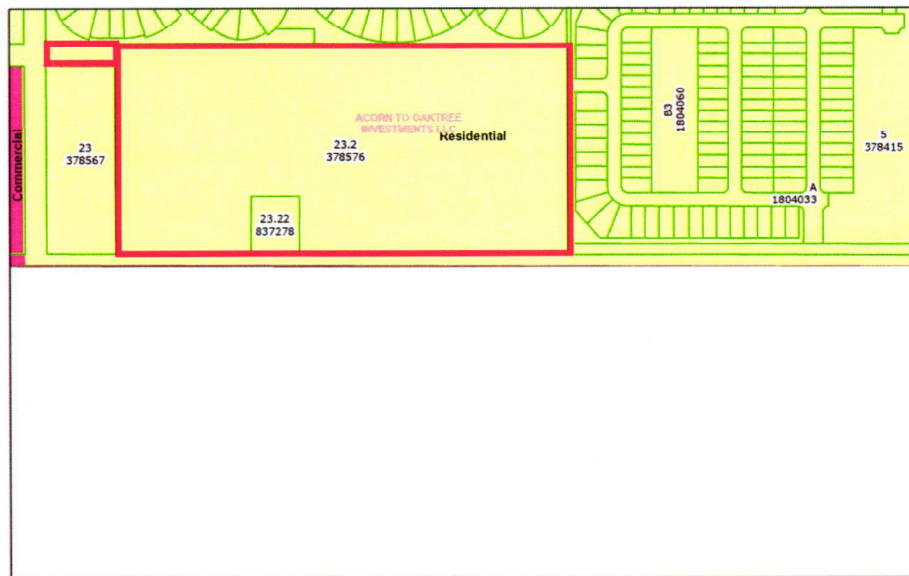 Commercial
23
378567
ACORN TO OAKTREE
INVESTMENTS LLC
Residential
23.2
378576
23.22
837278
B3
1804060
5
378415
A
1804033